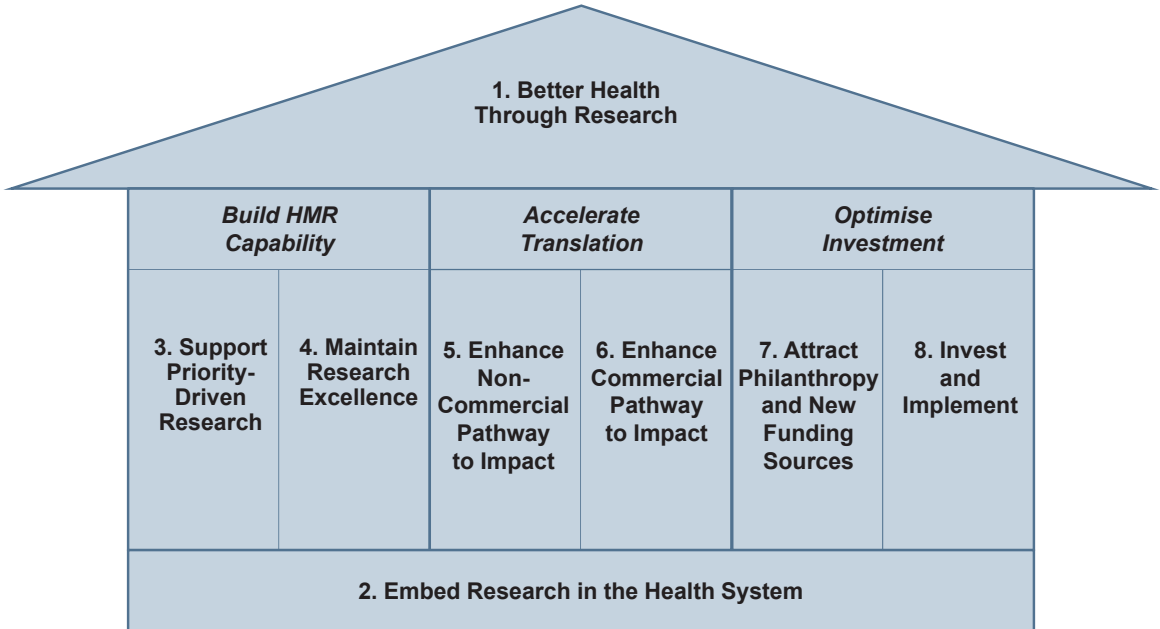 1. Better Health
Through Research
Build HMR
Capability
Accelerate
Translation
Optimise
Investment
3. Support
Priority-
Driven
Research
4. Maintain
Research
Excellence
5. Enhance
Non-
Commercial
Pathway
to Impact
6. Enhance
Commercial
Pathway
to Impact
7. Attract
Philanthropy
and New
Funding
Sources
8. Invest
and
Implement
2. Embed Research in the Health System